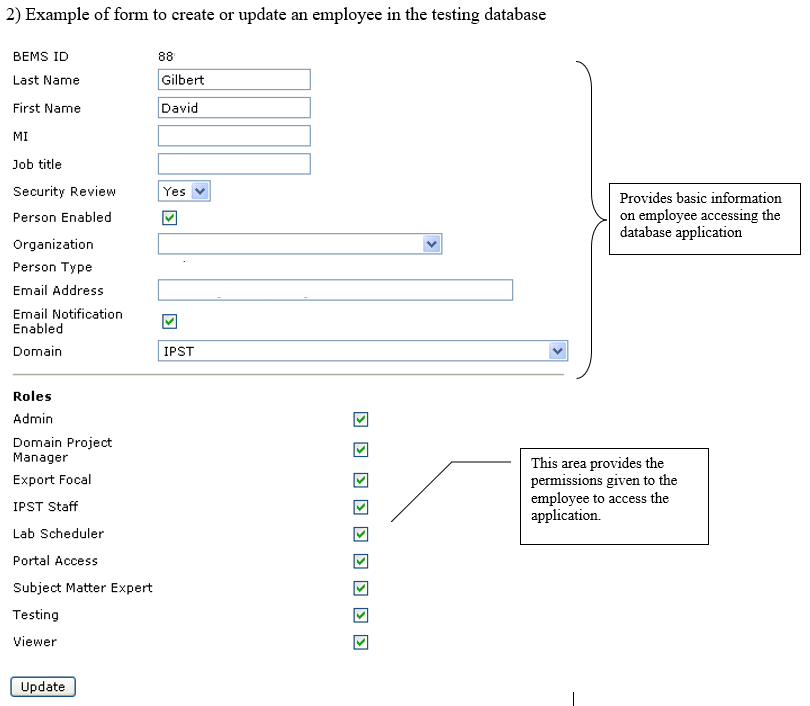 2) Example of form to create or update an employee in the testing database
BEMS ID 88
Last Name Gilbert
First Name David
MI
Job title
Security Review Yes
Person Enabled
Organization
Person Type
Email Address
Email Notification
Enabled
Domain IPST
Provides basic information
on employee accessing the
database application
Roles
Admin
Domain Project
Manager
Export Focal
IPST Staff
Lab Scheduler
Portal Access
Subject Matter Expert
Testing
Viewer
This area provides the
permissions given to the
employee to access the
application.
Update